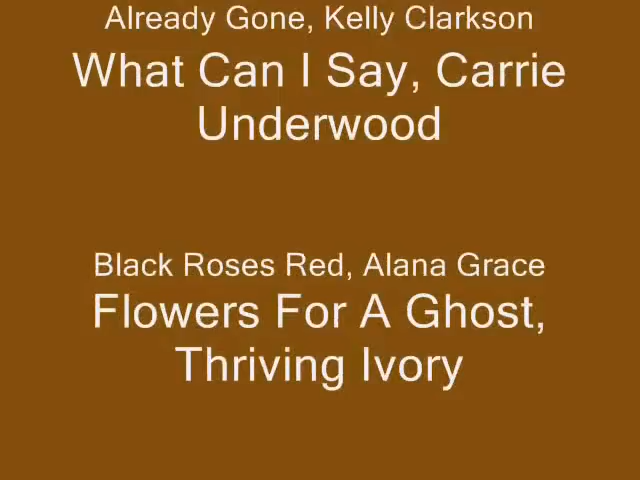 Already Gone, Kelly Clarkson
What Can I Say, Carrie
Underwood
Black Roses Red, Alana Grace
Flowers For A Ghost,
Thriving Ivory